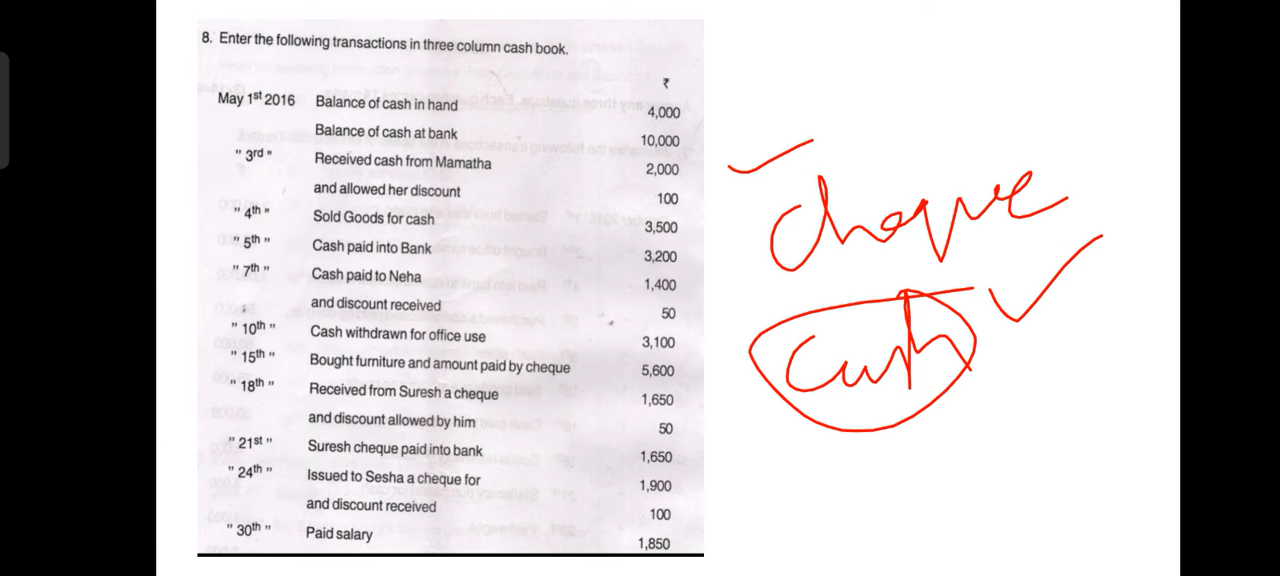 8. Enter the following transactions in three column cash book.
₹
May 1st 2016 Balance of cash in hand 4,000
Balance of cash at bank 10,000
" 3rd " Received cash from Mamatha 2,000
and allowed her discount 100
" 4th " Sold Goods for cash 3,500
" 5th " Cash paid into Bank 3,200
" 7th " Cash paid to Neha 1,400
and discount received 50
" 10th " Cash withdrawn for office use 3,100
" 15th " Bought furniture and amount paid by cheque 5,600
" 18th " Received from Suresh a cheque 1,650
and discount allowed by him 50
" 21st " Suresh cheque paid into bank 1,650
" 24th " Issued to Sesha a cheque for 1,900
and discount received 100
" 30th " Paid salary 1,850
cheque
cash